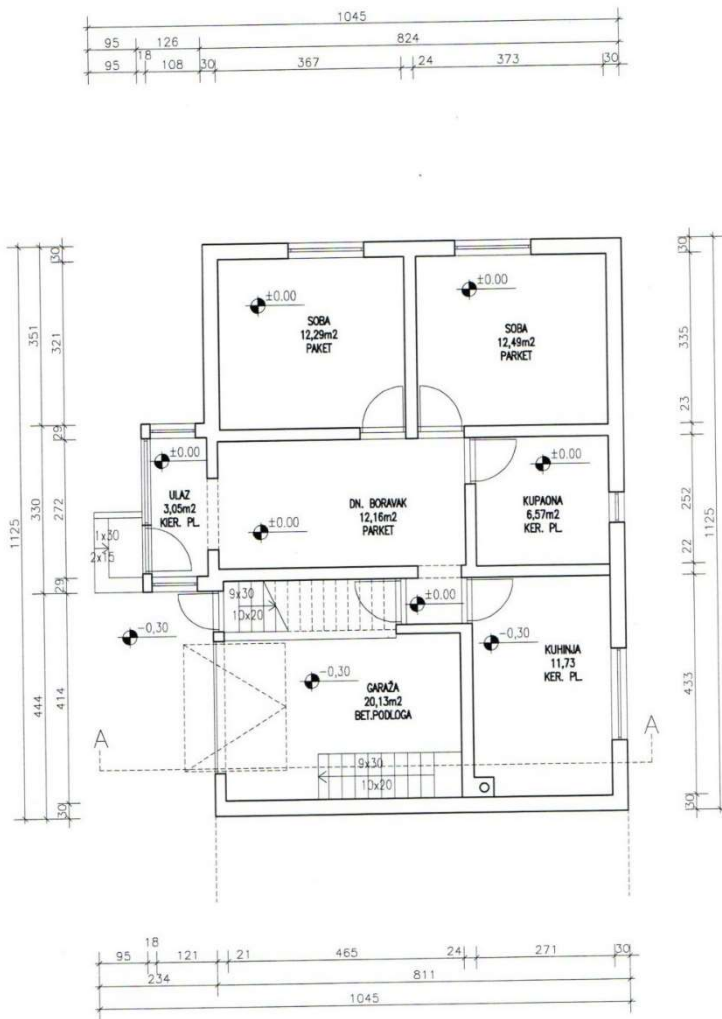 1045
95 126 824
18
95 108 30 367 24 373 30
30
351
321
29
330
272
1125
29
444
414
30
30
335
23
252
22
1125
433
30
±0.00
SOBA
12,29m2
PAKET
±0.00
SOBA
12,49m2
PARKET
±0.00
ULAZ
3,05m2
KIER. PL.
±0.00
DN. BORAVAK
12,16m2
PARKET
±0.00
KUPAONA
6,57m2
KER. PL.
1x30
2x15
9x30
10x20
±0.00
-0,30
-0,30
KUHINJA
11,73
KER. PL.
-0,30
GARAŽA
20,13m2
BET.PODLOGA
A
A
9x30
10x20
18
95 121 21 465 24 271 30
234 811
1045